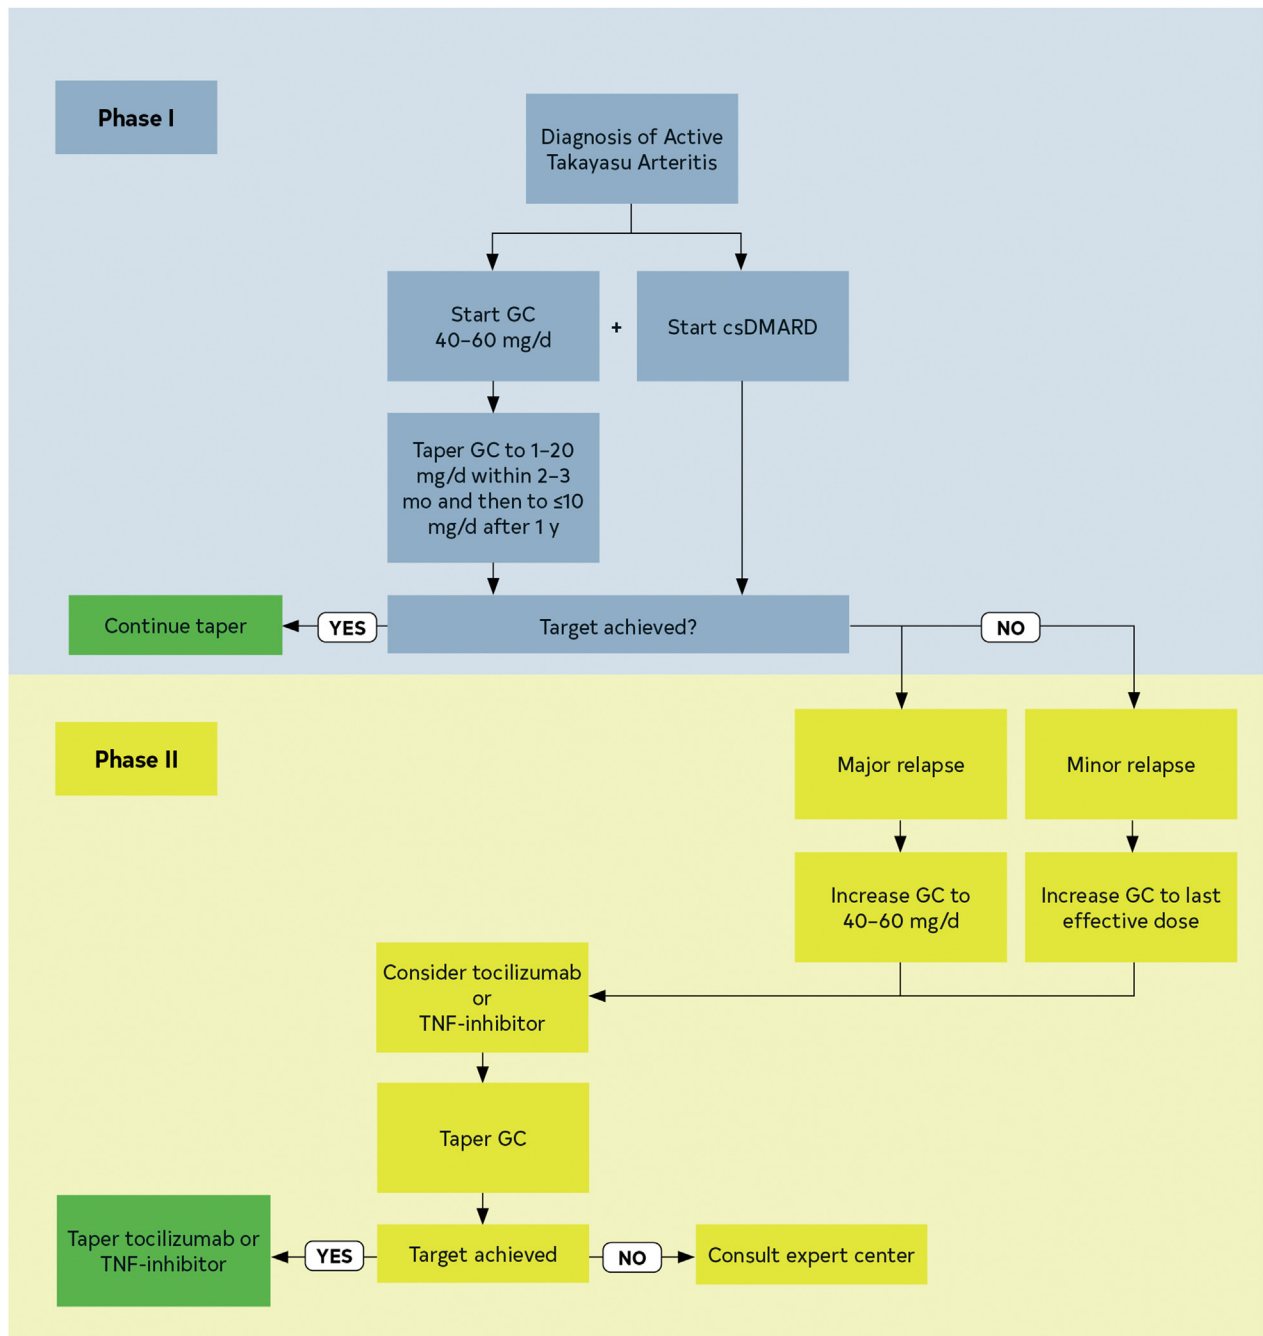 Phase I
Diagnosis of Active
Takayasu Arteritis
Start GC
40–60 mg/d
+
Start csDMARD
Taper GC to 1–20
mg/d within 2–3
mo and then to ≤10
mg/d after 1 y
Continue taper
YES
Target achieved?
NO
Phase II
Major relapse
Minor relapse
Increase GC to
40–60 mg/d
Increase GC to last
effective dose
Consider tocilizumab
or
TNF-inhibitor
Taper GC
Taper tocilizumab or
TNF-inhibitor
YES
Target achieved
NO
Consult expert center